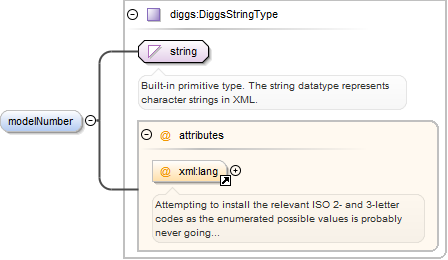 diggs:DiggsStringType
string
Built-in primitive type. The string datatype represents
character strings in XML.
modelNumber
@ attributes
@ xml:lang
Attempting to install the relevant ISO 2- and 3-letter
codes as the enumerated possible values is probably
never going...